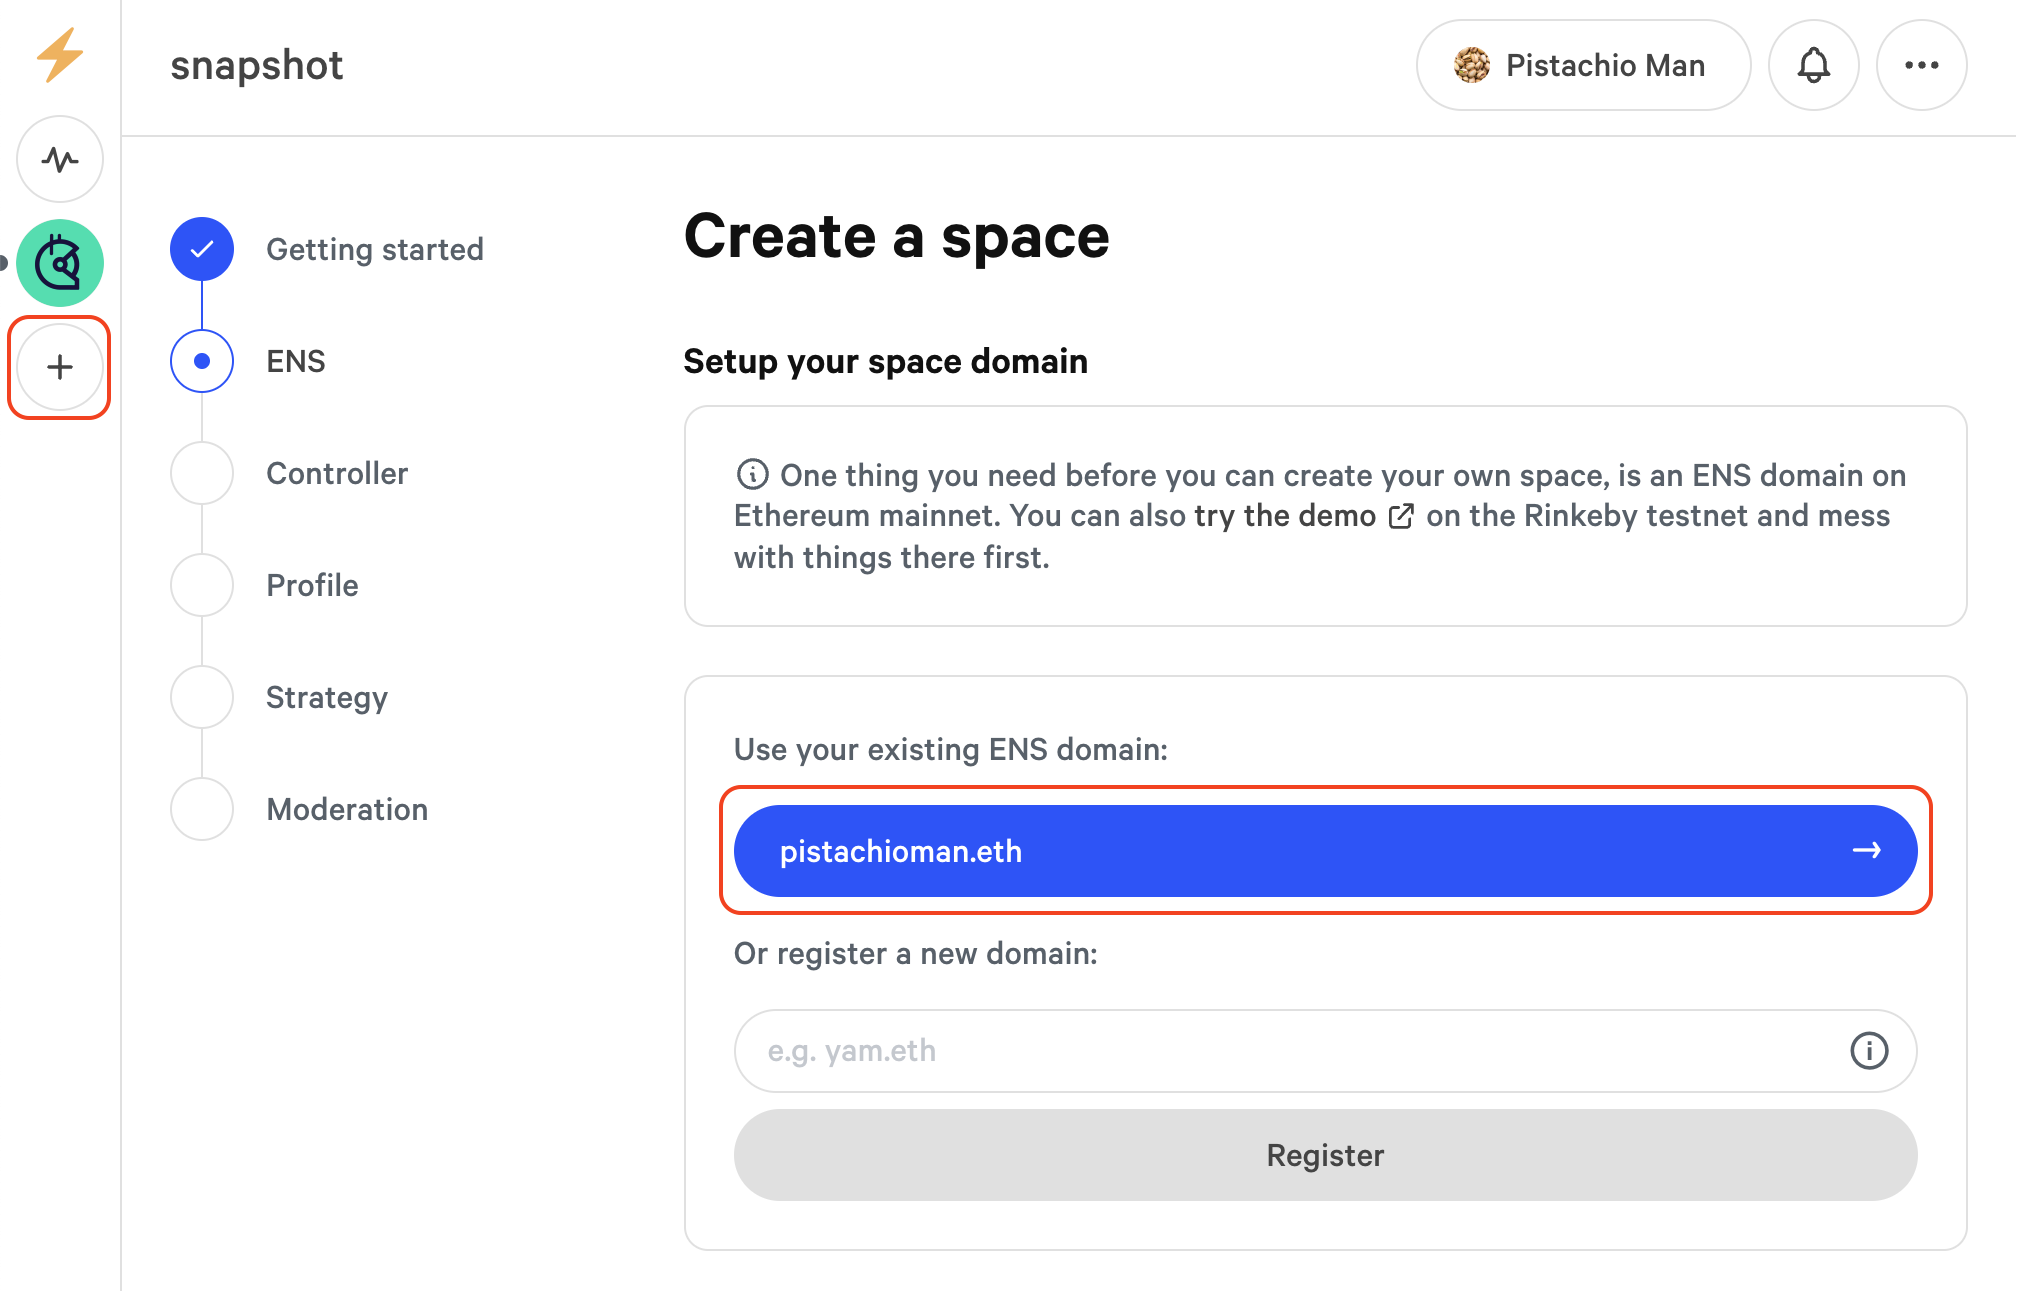 snapshot
Pistachio Man
Getting started
ENS
Controller
Profile
Strategy
Moderation
Create a space
Setup your space domain
One thing you need before you can create your own space, is an ENS domain on
Ethereum mainnet. You can also try the demo on the Rinkeby testnet and mess
with things there first.
Use your existing ENS domain:
pistachioman.eth
Or register a new domain:
e.g. yam.eth
Register